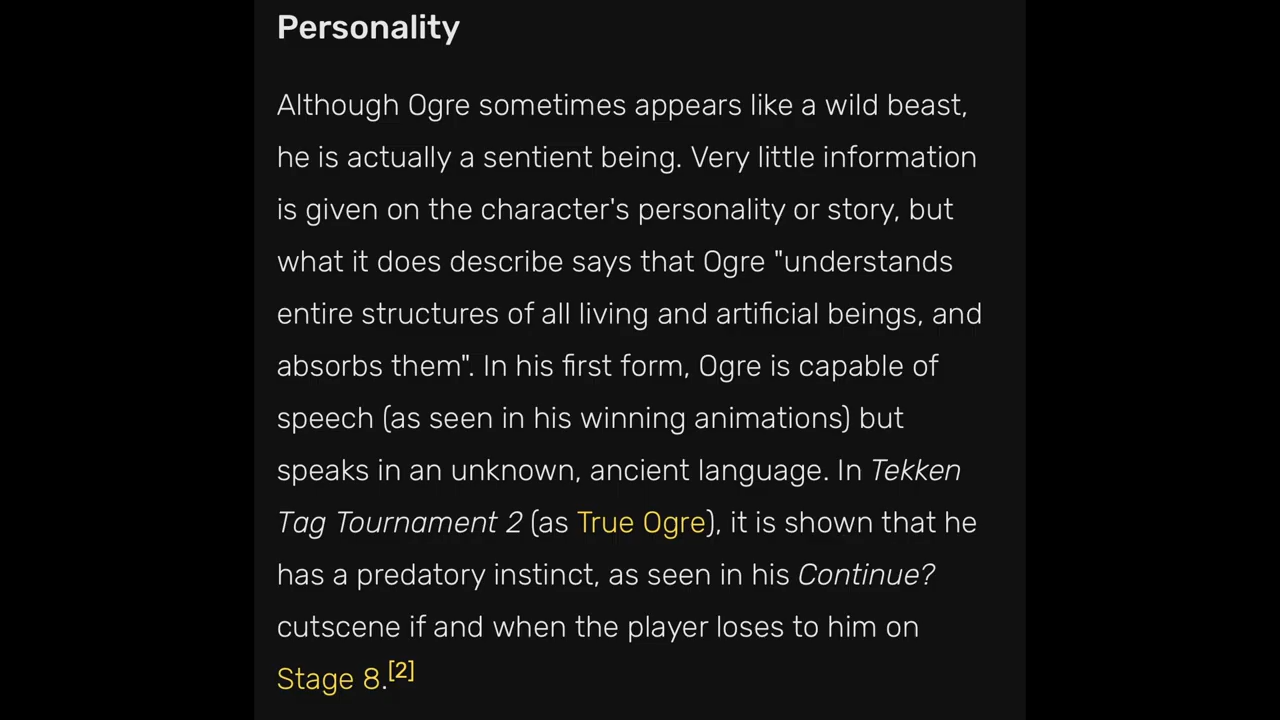 Personality
Although Ogre sometimes appears like a wild beast,
he is actually a sentient being. Very little information
is given on the character's personality or story, but
what it does describe says that Ogre "understands
entire structures of all living and artificial beings, and
absorbs them". In his first form, Ogre is capable of
speech (as seen in his winning animations) but
speaks in an unknown, ancient language. In Tekken
Tag Tournament 2 (as True Ogre), it is shown that he
has a predatory instinct, as seen in his Continue?
cutscene if and when the player loses to him on
Stage 8.[2]